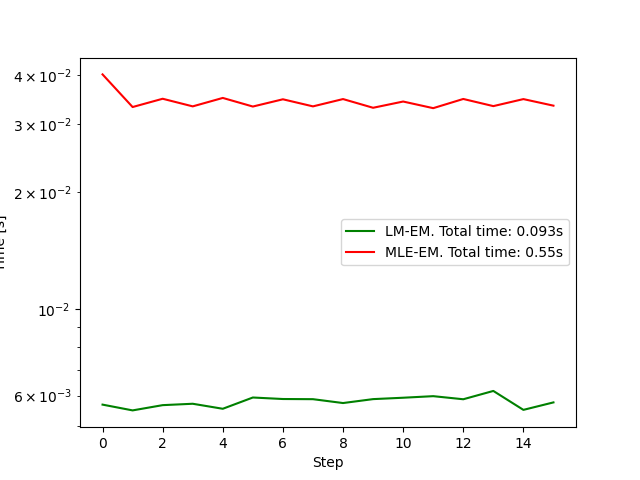 4 × 10⁻²
3 × 10⁻²
2 × 10⁻²
10⁻²
6 × 10⁻³
[s]
LM-EM. Total time: 0.093s
MLE-EM. Total time: 0.55s
0 2 4 6 8 10 12 14
Step